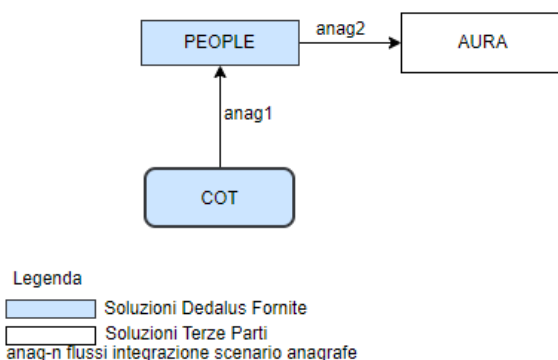 PEOPLE
anag2
AURA
anag1
COT
Legenda
Soluzioni Dedalus Fornite
Soluzioni Terze Parti
anag-n flussi integrazione scenario anagrafe